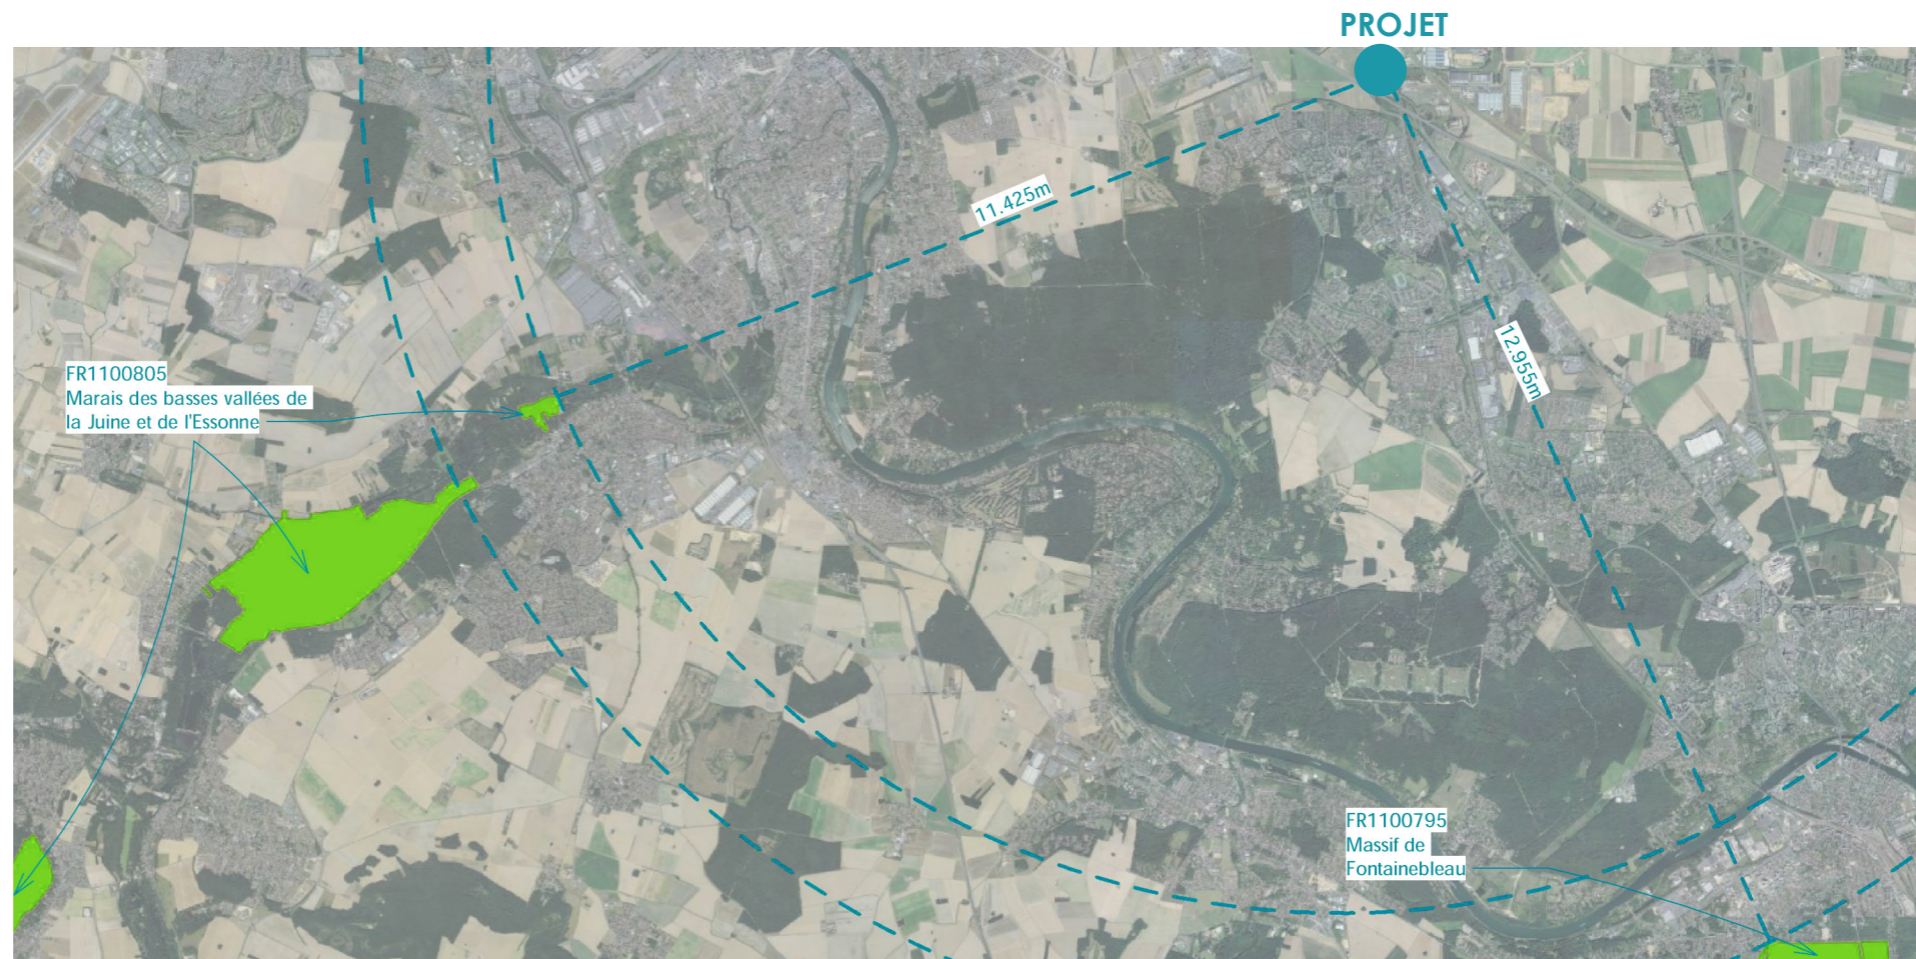 PROJET
11.425m
12.955m
FR1100805
Marais des basses vallées de
la Juine et de l'Essonne
FR1100795
Massif de
Fontainebleau